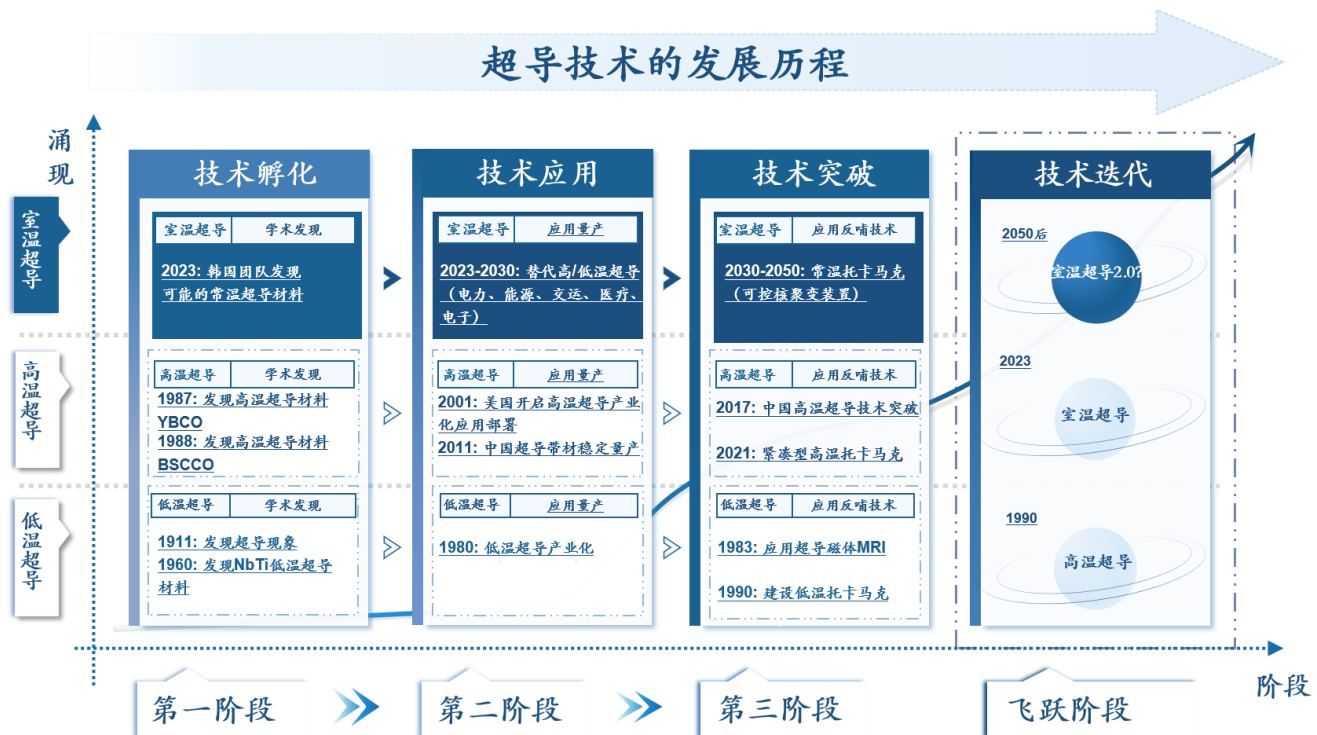 超导技术的发展历程
涌
现
室温超导
高温超导
低温超导
技术孵化
室温超导 学术发现
2023: 韩国团队发现
可能的常温超导材料
高温超导 学术发现
1987: 发现高温超导材料
YBCO
1988: 发现高温超导材料
BSCCO
低温超导 学术发现
1911: 发现超导现象
1960: 发现NbTi低温超导
材料
技术应用
室温超导 应用量产
2023-2030: 替代高/低温超导
（电力、能源、交运、医疗、
电子）
高温超导 应用量产
2001: 美国开启高温超导产业
化应用部署
2011: 中国超导带材稳定量产
低温超导 应用量产
1980: 低温超导产业化
技术突破
室温超导 应用反哺技术
2030-2050: 常温托卡马克
（可控核聚变装置）
高温超导 应用反哺技术
2017: 中国高温超导技术突破
2021: 紧凑型高温托卡马克
低温超导 应用反哺技术
1983: 应用超导磁体MRI
1990: 建设低温托卡马克
技术迭代
2050后
室温超导2.0?
2023
室温超导
1990
高温超导
第一阶段
第二阶段
第三阶段
飞跃阶段
阶段